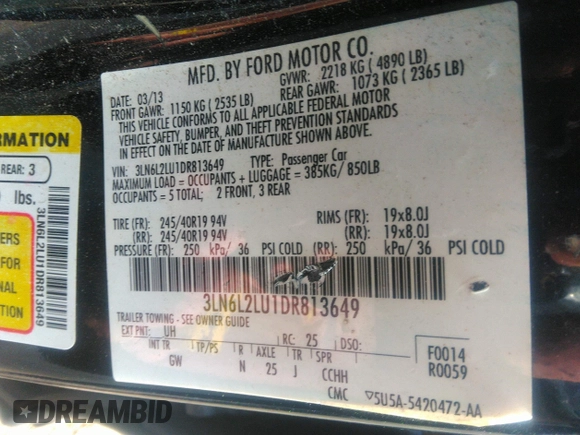 MFD. BY FORD MOTOR CO.
DATE: 03/13
GVWR: 2218 KG ( 4890 LB)
FRONT GAWR: 1150 KG ( 2535 LB)
REAR GAWR: 1073 KG ( 2365 LB)
THIS VEHICLE CONFORMS TO ALL APPLICABLE FEDERAL MOTOR
VEHICLE SAFETY, BUMPER, AND THEFT PREVENTION STANDARDS
IN EFFECT ON THE DATE OF MANUFACTURE SHOWN ABOVE.
VIN: 3LN6L2LU1DR813649
TYPE: Passenger Car
MAXIMUM LOAD = OCCUPANTS + LUGGAGE = 385KG/ 850LB
OCCUPANTS = 5 TOTAL; 2 FRONT, 3 REAR
TIRE (FR): 245/40R19 94V
RIMS (FR): 19x8.0J
(RR): 245/40R19 94V
(RR): 19x8.0J
PRESSURE (FR): 250 kPa/ 36 PSI COLD
(RR): 250 kPa/ 36 PSI COLD
3LN6L2LU1DR813649
TRAILER TOWING - SEE OWNER GUIDE
EXT PNT: UH
RC: 25
DSO:
F0014
R0059
INT TR TP/PS R AXLE TR SPR
GW N 25 J CCHH
CMC
▽5U5A-5420472-AA
ORMATION
REAR: 3
lbs.
3LN6L2LU1DR813649
ERS
FOR
NAL
ION
DREAMBID